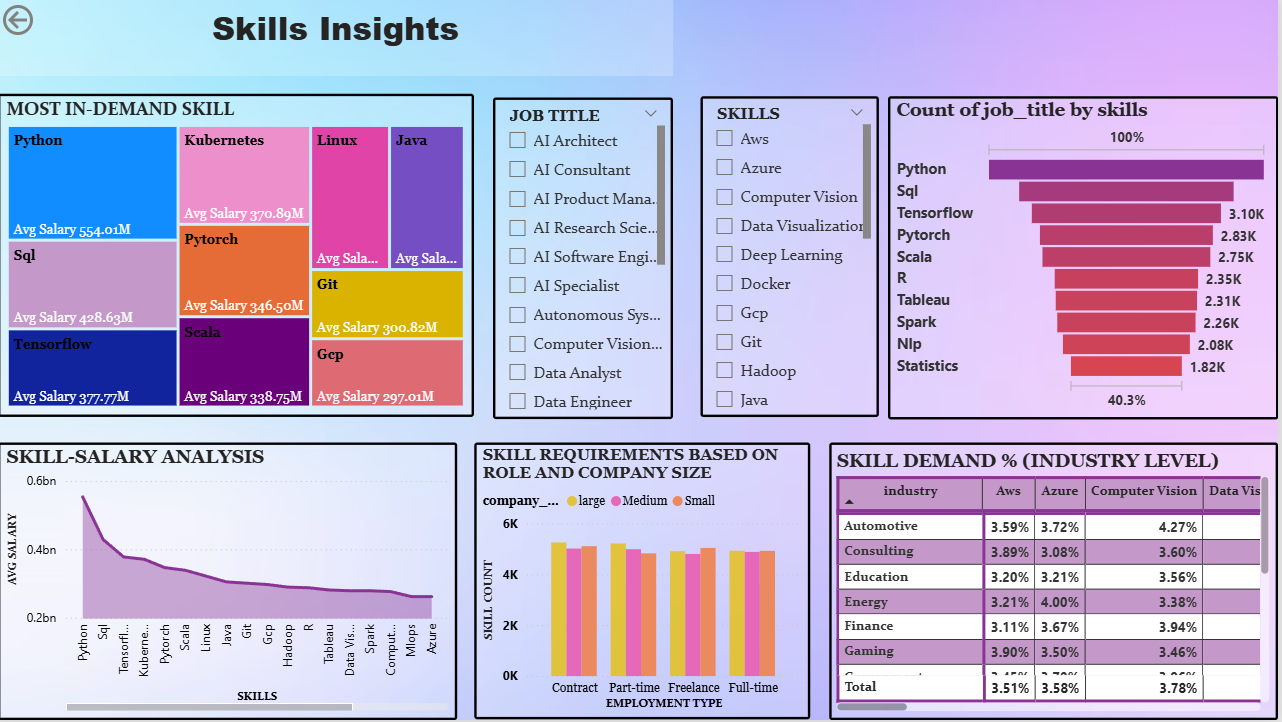 Skills Insights
MOST IN-DEMAND SKILL
Python
Avg Salary 554.01M
Sql
Avg Salary 428.63M
Tensorflow
Avg Salary 377.77M
Kubernetes
Avg Salary 370.89M
Pytorch
Avg Salary 346.50M
Scala
Avg Salary 338.75M
Linux
Avg Sala...
Java
Avg Sala...
Git
Avg Salary 300.82M
Gcp
Avg Salary 297.01M
JOB TITLE
AI Architect
AI Consultant
AI Product Mana...
AI Research Scie...
AI Software Engi...
AI Specialist
Autonomous Sys...
Computer Vision...
Data Analyst
Data Engineer
SKILLS
Aws
Azure
Computer Vision
Data Visualization
Deep Learning
Docker
Gcp
Git
Hadoop
Java
Count of job_title by skills
100%
Python
Sql
Tensorflow 3.10K
Pytorch 2.83K
Scala 2.75K
R 2.35K
Tableau 2.31K
Spark 2.26K
Nlp 2.08K
Statistics 1.82K
40.3%
SKILL-SALARY ANALYSIS
0.6bn
0.4bn
0.2bn
AVG SALARY
Python
Sql
Tensorfl...
Kuberne...
Pytorch
Scala
Linux
Java
Git
Gcp
Hadoop
R
Tableau
Data Vis...
Spark
Comput...
Mlops
Azure
SKILLS
SKILL REQUIREMENTS BASED ON
ROLE AND COMPANY SIZE
company_... large Medium Small
6K
4K
2K
0K
SKILL COUNT
Contract Part-time Freelance Full-time
EMPLOYMENT TYPE
SKILL DEMAND % (INDUSTRY LEVEL)
industry Aws Azure Computer Vision Data Vis
Automotive 3.59% 3.72% 4.27%
Consulting 3.89% 3.08% 3.60%
Education 3.20% 3.21% 3.56%
Energy 3.21% 4.00% 3.38%
Finance 3.11% 3.67% 3.94%
Gaming 3.90% 3.50% 3.46%
Total 3.51% 3.58% 3.78%